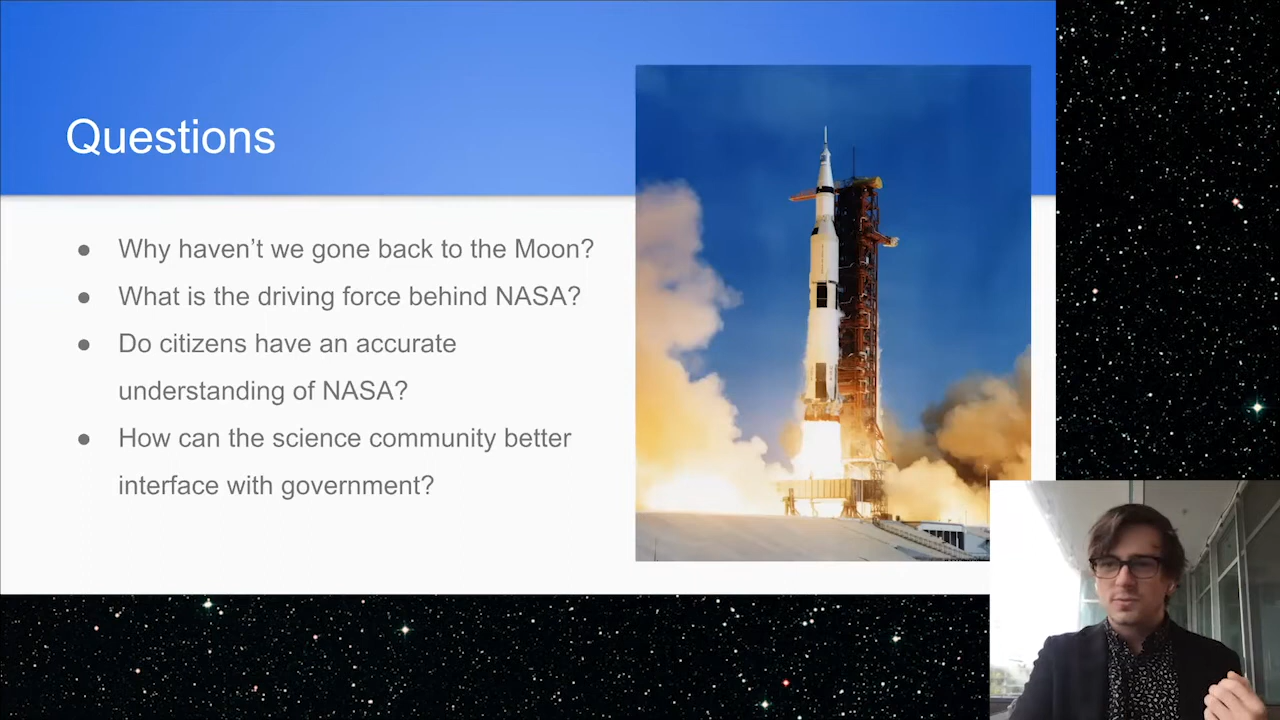 Questions
● Why haven’t we gone back to the Moon?
● What is the driving force behind NASA?
● Do citizens have an accurate
understanding of NASA?
● How can the science community better
interface with government?